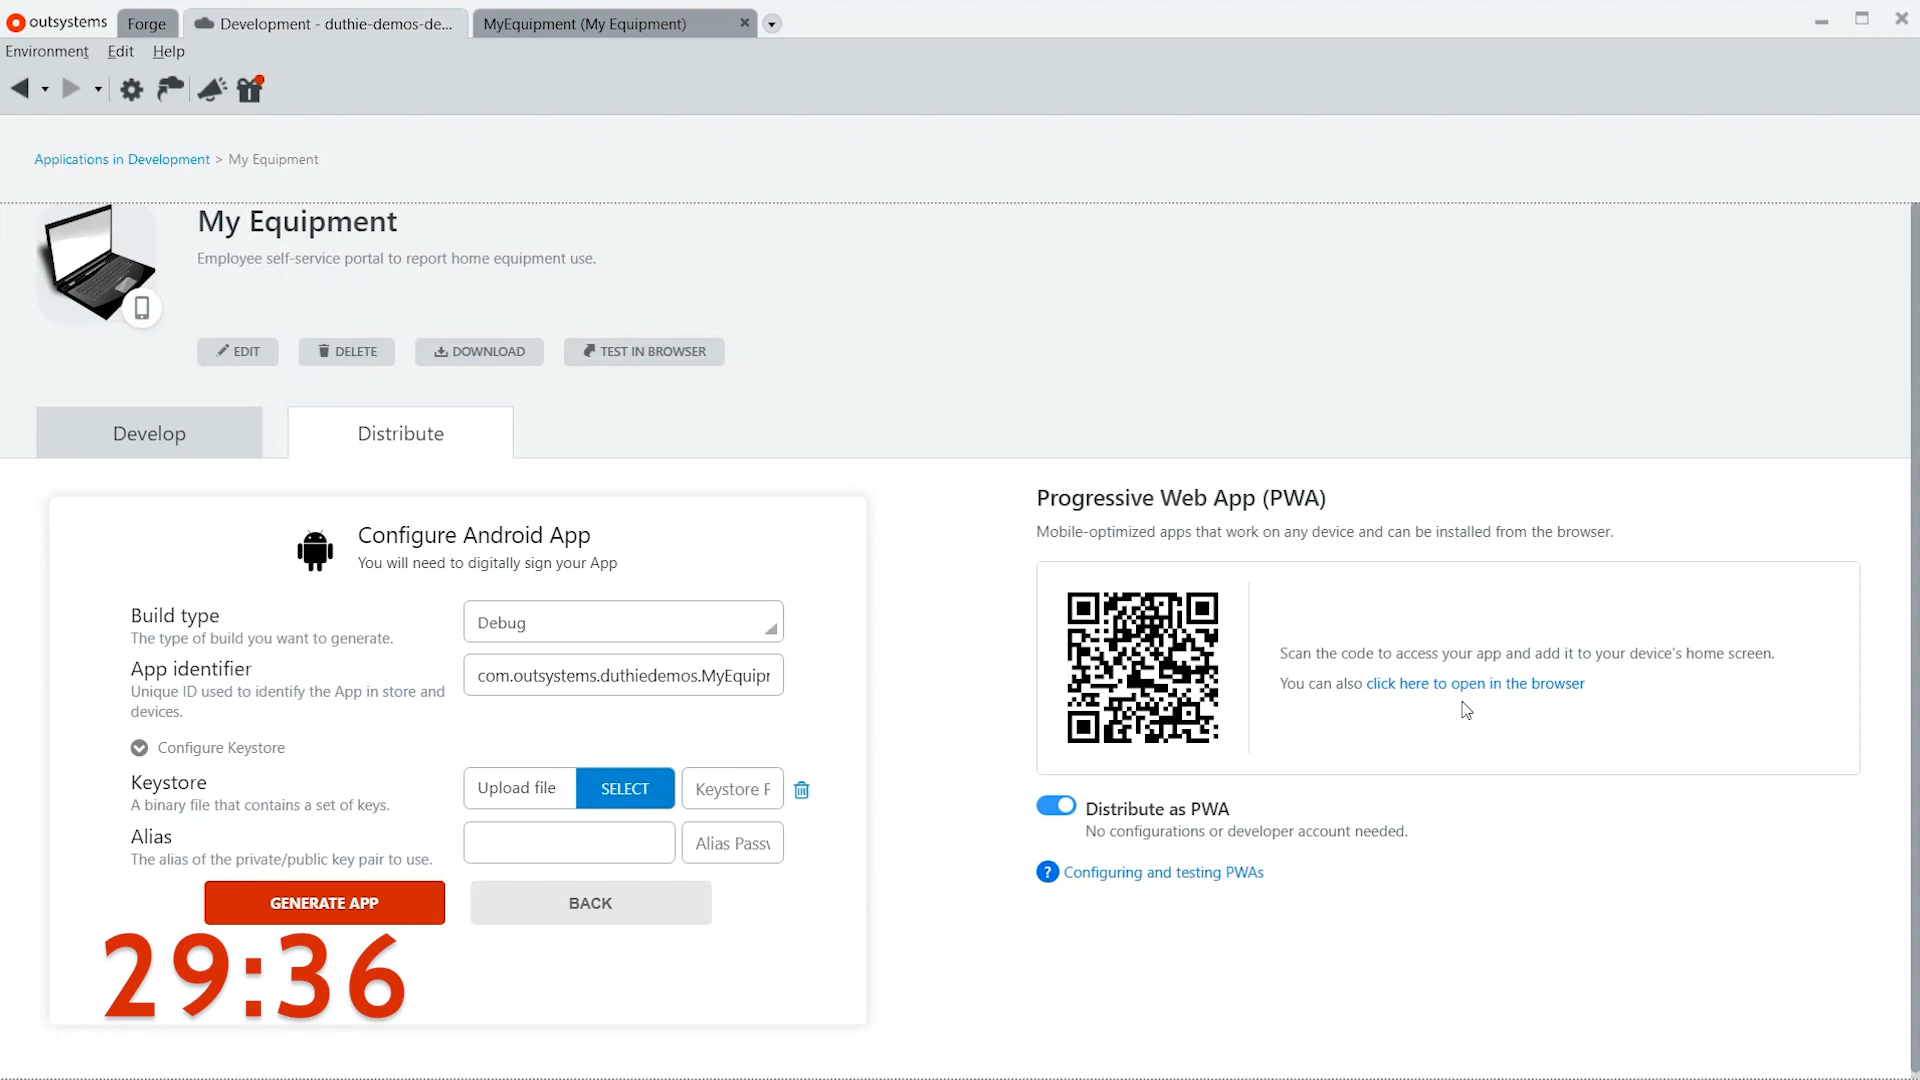 outsystems
Forge
Development - duthie-demos-de...
MyEquipment (My Equipment)
Environment Edit Help
Applications in Development > My Equipment
My Equipment
Employee self-service portal to report home equipment use.
EDIT
DELETE
DOWNLOAD
TEST IN BROWSER
Develop
Distribute
Configure Android App
You will need to digitally sign your App
Build type
The type of build you want to generate.
Debug
App identifier
Unique ID used to identify the App in store and
devices.
com.outsystems.duthiedemos.MyEquipr
Configure Keystore
Keystore
A binary file that contains a set of keys.
Upload file
SELECT
Keystore F
Alias
The alias of the private/public key pair to use.
Alias Passv
GENERATE APP
BACK
29:36
Progressive Web App (PWA)
Mobile-optimized apps that work on any device and can be installed from the browser.
Scan the code to access your app and add it to your device's home screen.
You can also click here to open in the browser
Distribute as PWA
No configurations or developer account needed.
? Configuring and testing PWAs